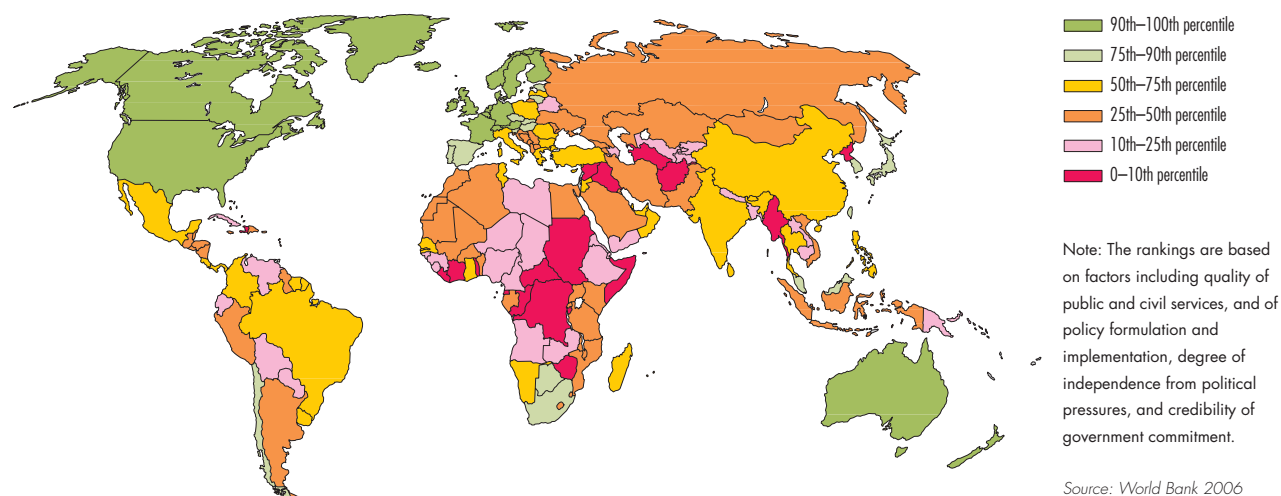 90th–100th percentile
75th–90th percentile
50th–75th percentile
25th–50th percentile
10th–25th percentile
0–10th percentile
Note: The rankings are based
on factors including quality of
public and civil services, and of
policy formulation and
implementation, degree of
independence from political
pressures, and credibility of
government commitment.
Source: World Bank 2006